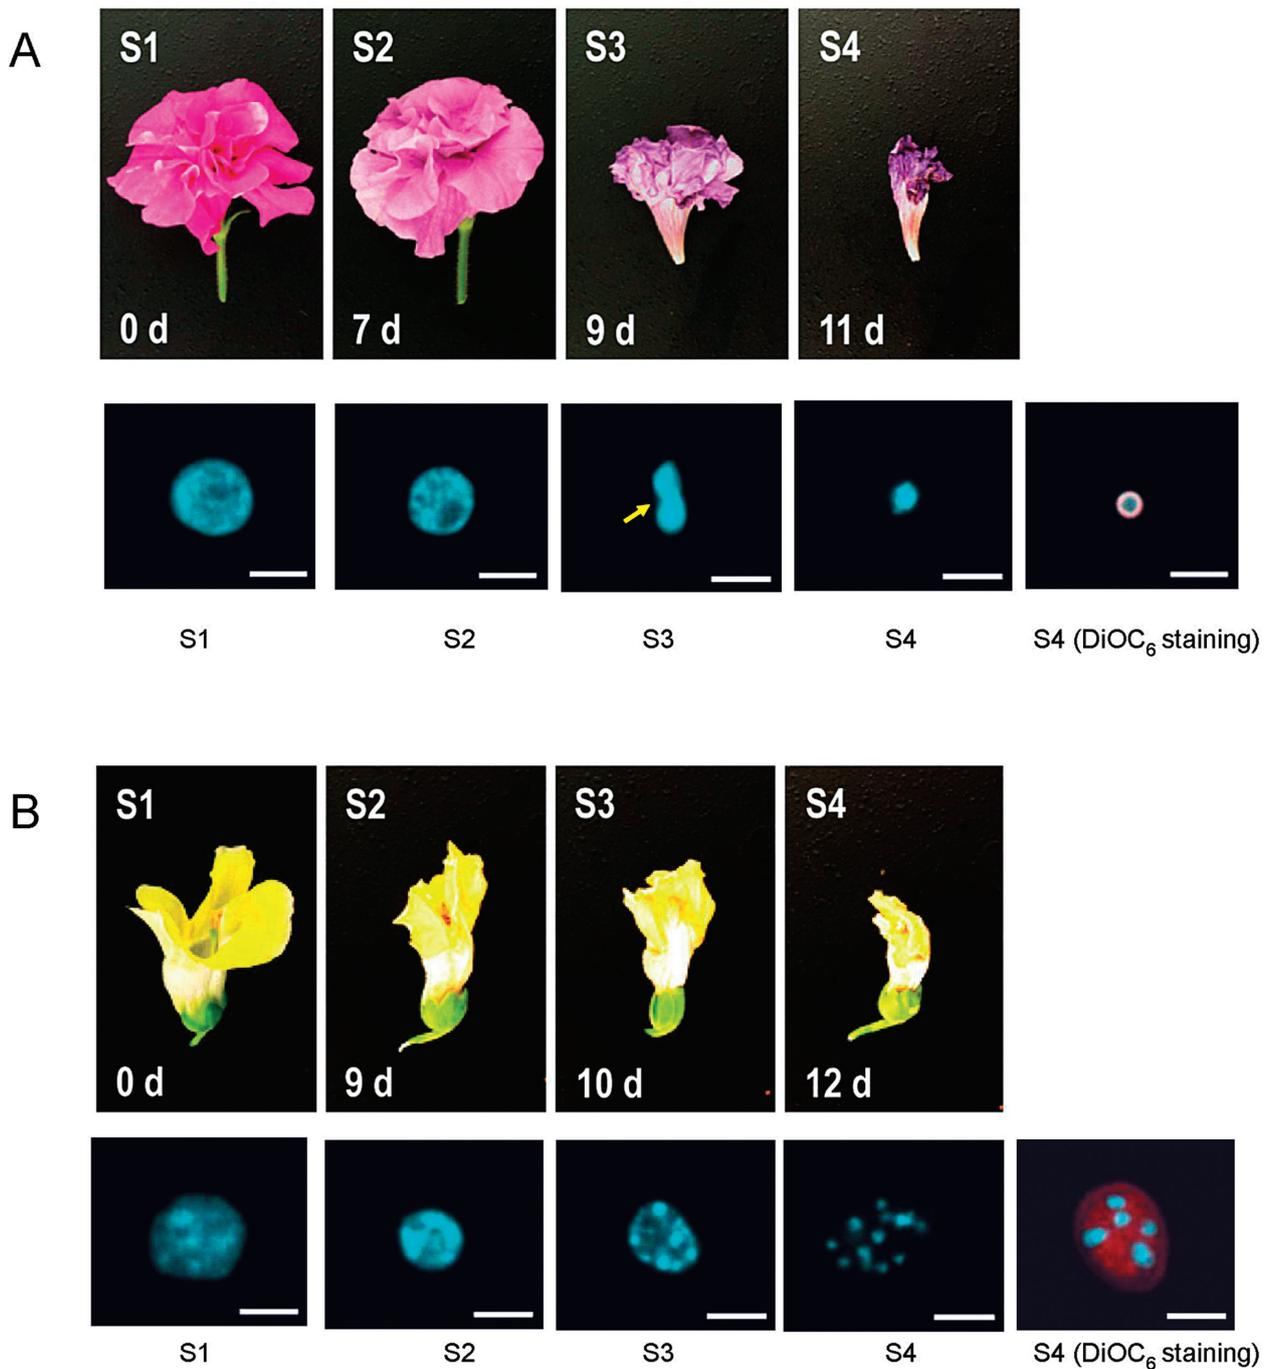 A
S1 S2 S3 S4
0 d 7 d 9 d 11 d
S1 S2 S3 S4 S4 (DiOC6 staining)
B
S1 S2 S3 S4
0 d 9 d 10 d 12 d
S1 S2 S3 S4 S4 (DiOC6 staining)